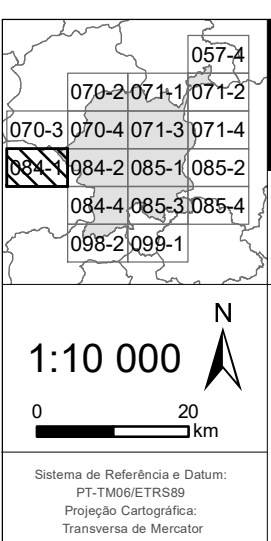 057-4
070-2 071-1 071-2
070-3 070-4 071-3 071-4
084-1 084-2 085-1 085-2
084-4 085-3 085-4
098-2 099-1
N
1:10 000
0 20
km
Sistema de Referência e Datum:
PT-TM06/ETRS89
Projeção Cartográfica:
Transversa de Mercator